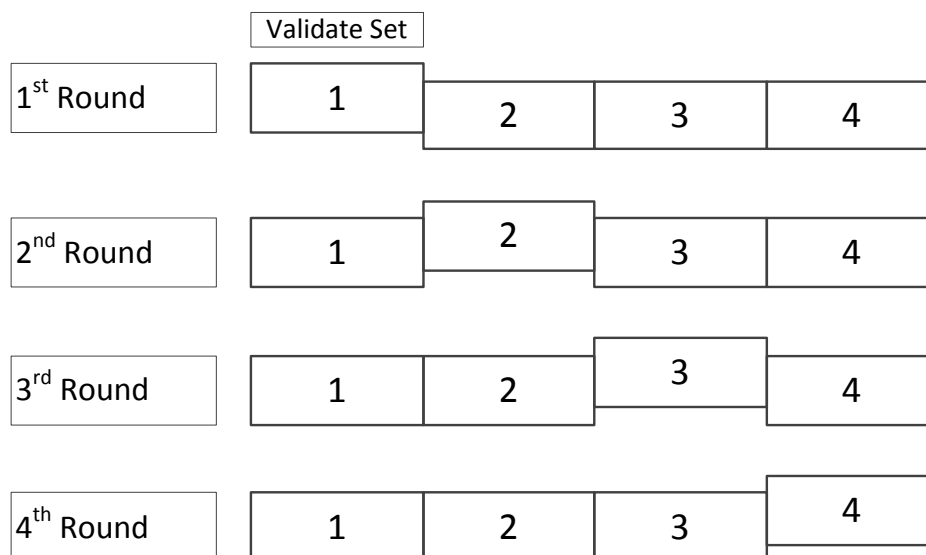 Validate Set
1st Round 1 2 3 4
2nd Round 1 2 3 4
3rd Round 1 2 3 4
4th Round 1 2 3 4